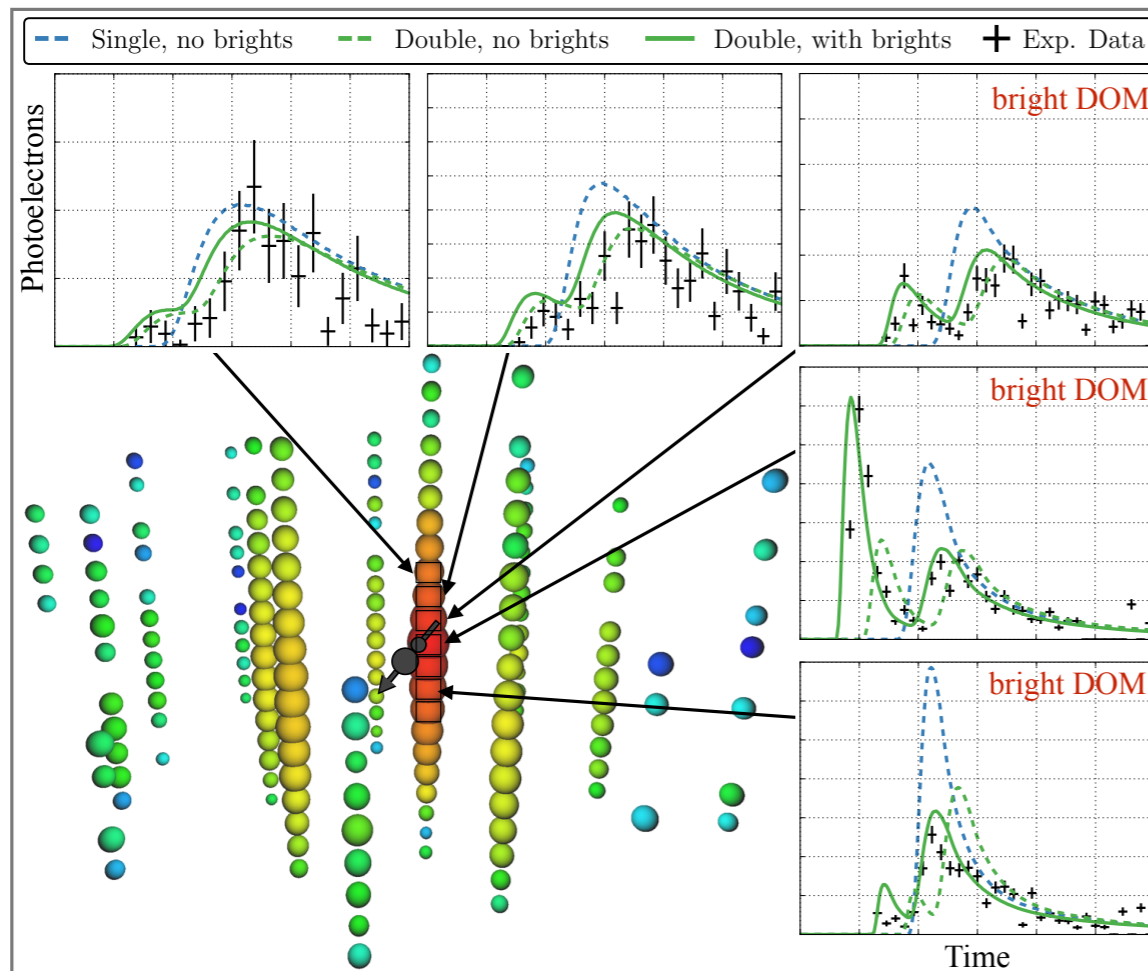 Single, no brights Double, no brights Double, with brights Exp. Data
Photoelectrons
bright DOM
bright DOM
bright DOM
Time